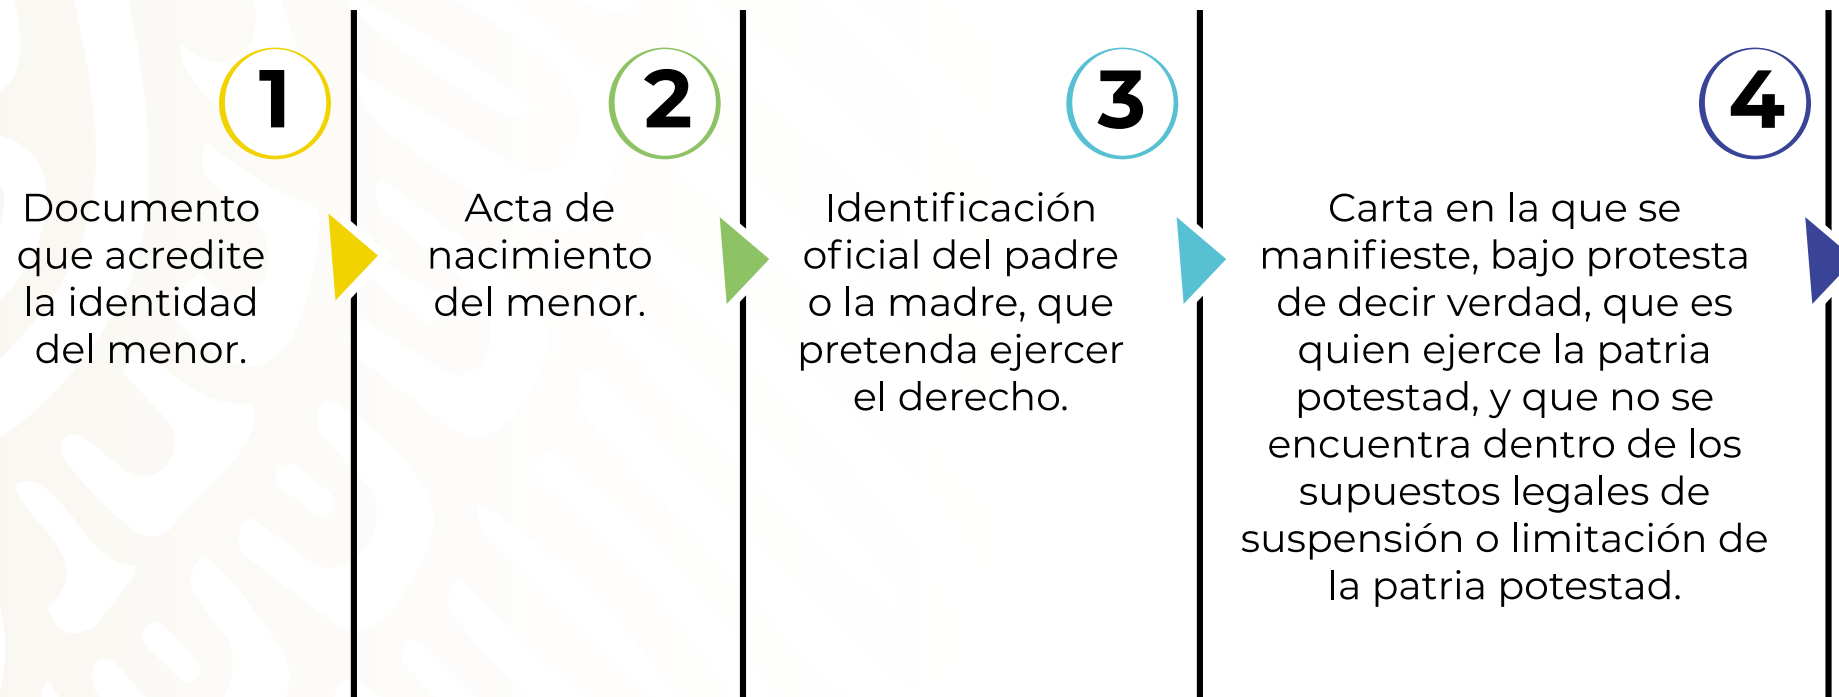 1
Documento
que acredite
la identidad
del menor.
2
Acta de
nacimiento
del menor.
3
Identificación
oficial del padre
o la madre, que
pretenda ejercer
el derecho.
4
Carta en la que se
manifieste, bajo protesta
de decir verdad, que es
quien ejerce la patria
potestad, y que no se
encuentra dentro de los
supuestos legales de
suspensión o limitación de
la patria potestad.